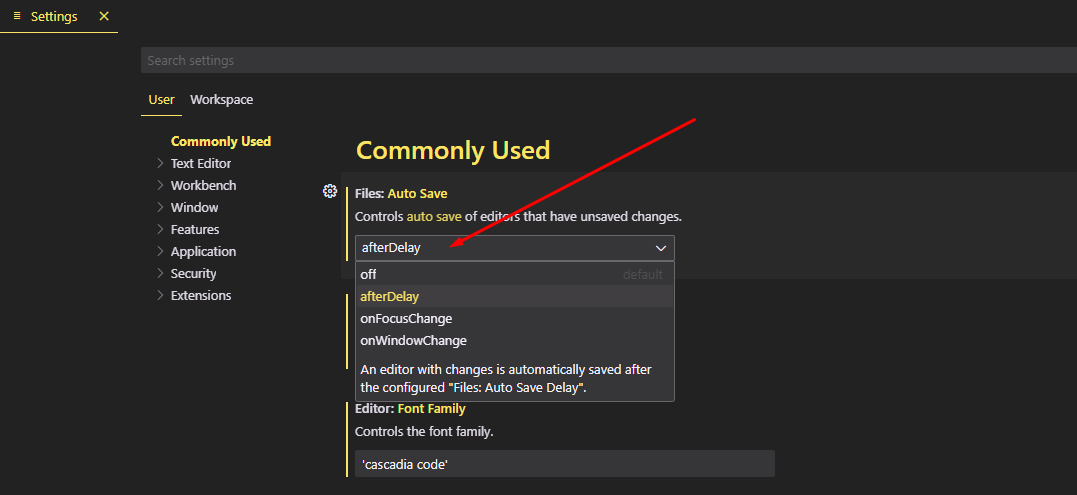 Settings
Search settings
User Workspace
Commonly Used
Text Editor
Workbench
Window
Features
Application
Security
Extensions
Commonly Used
Files: Auto Save
Controls auto save of editors that have unsaved changes.
afterDelay
off default
afterDelay
onFocusChange
onWindowChange
An editor with changes is automatically saved after
the configured "Files: Auto Save Delay".
Editor: Font Family
Controls the font family.
'cascadia code'